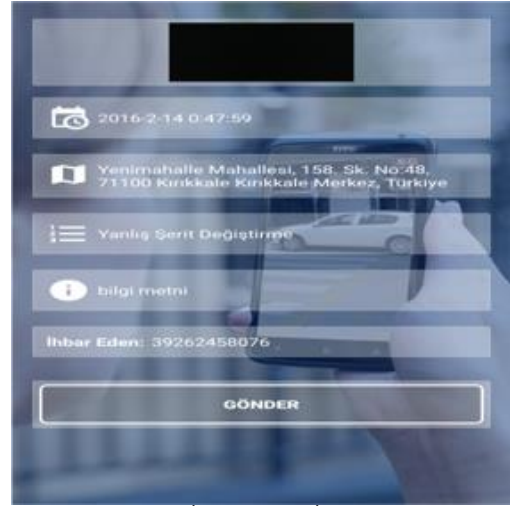 2016-2-14 0:47:59
Yenimahalle Mahallesi, 158. Sk. No:48,
71100 Kırıkkale Kırıkkale Merkez, Türkiye
Yanlış Şerit Değiştirme
bilgi metni
İhbar Eden: 39262458076
GÖNDER